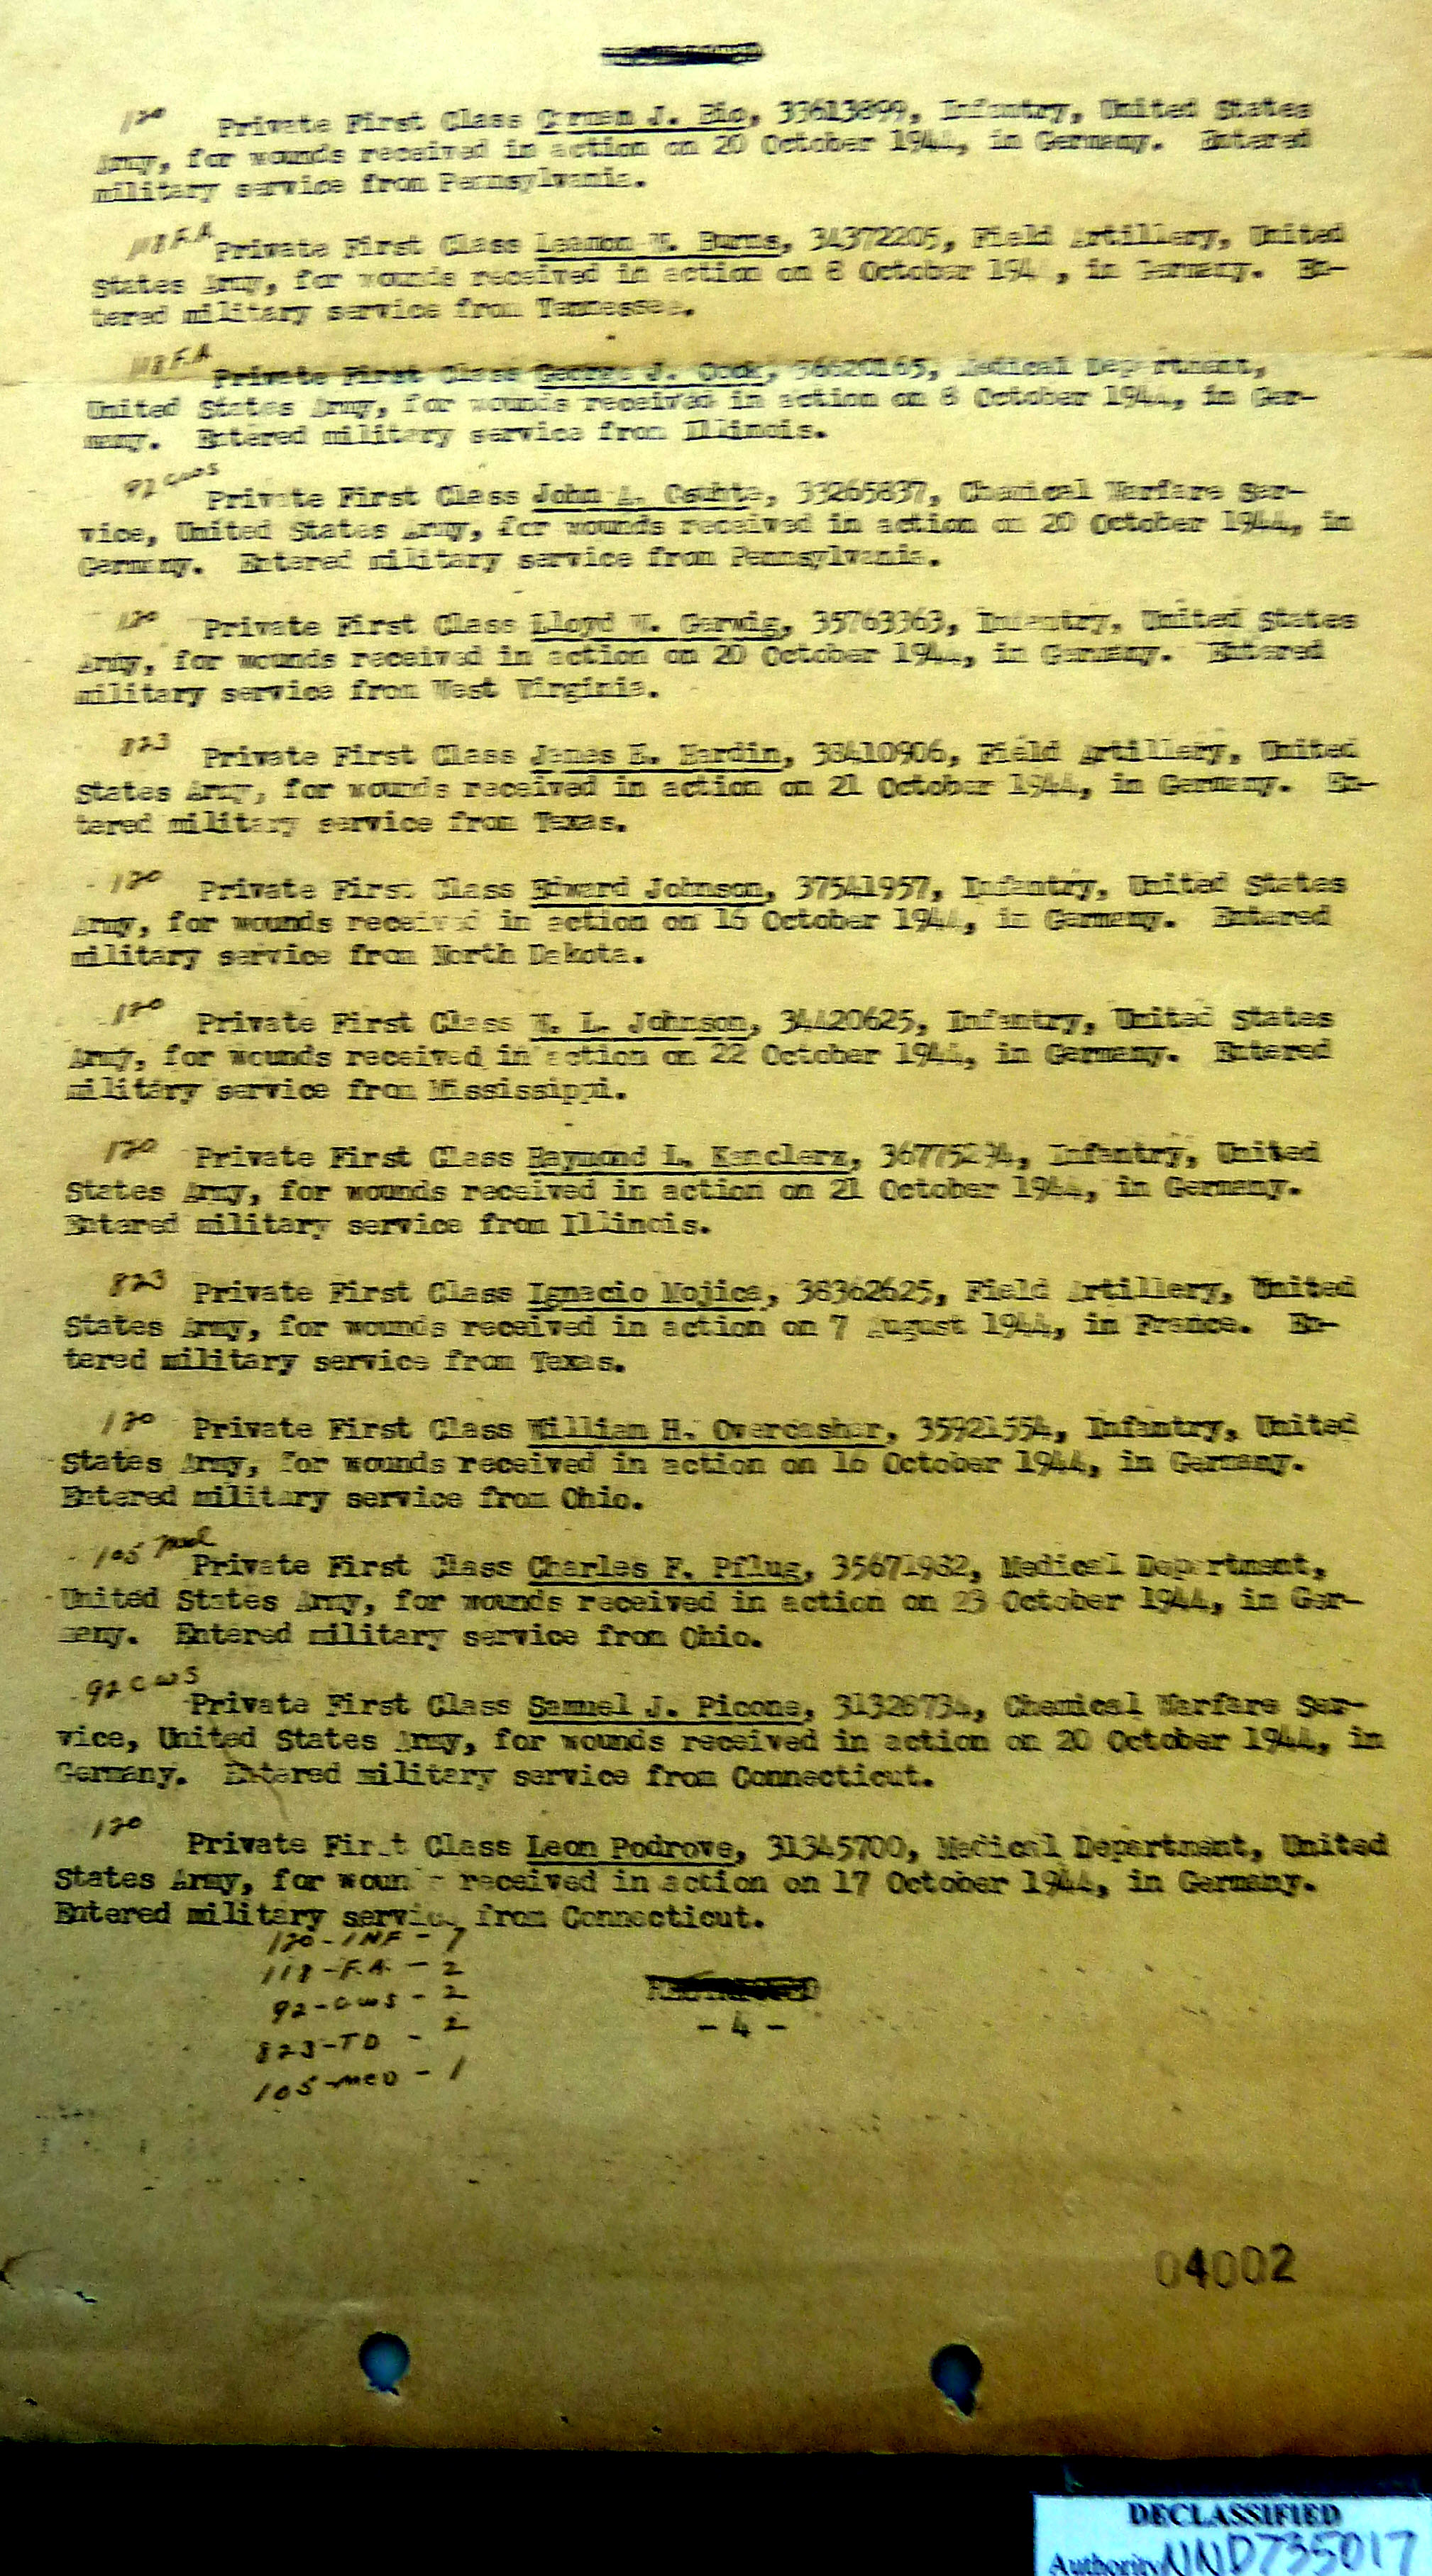 120 Private First Class Carmen J. Bio, 33613899, Infantry, United States
Army, for wounds received in action on 20 October 1944, in Germany. Entered
military service from Pennsylvania.
118 F.A. Private First Class Leamon W. Burns, 34372205, Field Artillery, United
States Army, for wounds received in action on 8 October 194 , in Germany. En-
tered military service from Tennessee.
118 F.A Private First Class George J. Cook, 36620165, Medical Department,
United States Army, for wounds received in action on 8 October 1944, in Ger-
many. Entered military service from Illinois.
92 CWS
Private First Class John A. 33265837, Chemical Warfare Ser-
vice, United States Army, for wounds received in action on 20 October 1944, in
Germany. Entered military service from Pennsylvania.
120 Private First Class Lloyd W. Gerwig, 35763363, Infantry, United States
Army, for wounds received in action on 20 October 1944, in Germany. Entered
military service from West Virginia.
823 Private First Class James E. Hardin, 38410906, Field Artillery, United
States Army, for wounds received in action on 21 October 1944, in Germany. En-
tered military service from Texas.
120 Private First Class Edward Johnson, 37541957, Infantry, United States
Army, for wounds received in action on 16 October 1944, in Germany. Entered
military service from North Dakota.
120 Private First Class W. L. Johnson, 34420625, Infantry, United States
Army, for wounds received in action on 22 October 1944, in Germany. Entered
military service from Mississippi.
120 Private First Class Raymond L. Kanclerz, 36775234, Infantry, United
States Army, for wounds received in action on 21 October 1944, in Germany.
Entered military service from Illinois.
823 Private First Class Ignacio Mojica, 38362625, Field Artillery, United
States Army, for wounds received in action on 7 August 1944, in France. En-
tered military service from Texas.
120 Private First Class William H. Overcasher, 35921554, Infantry, United
States Army, for wounds received in action on 16 October 1944, in Germany.
Entered military service from Ohio.
105 Med
Private First Class Charles F. Pflug, 35671982, Medical Department,
United States Army, for wounds received in action on 23 October 1944, in Ger-
many. Entered military service from Ohio.
92 CWS
Private First Class Samuel J. Picone, 31328734, Chemical Warfare Ser-
vice, United States Army, for wounds received in action on 20 October 1944, in
Germany. Entered military service from Connecticut.
120 Private First Class Leon Podrove, 31345700, Medical Department, United
States Army, for wounds received in action on 17 October 1944, in Germany.
Entered military service from Connecticut.
120-INF - 7
118-F.A. - 2
92-CWS - 2
823-TD - 2
105-MED - 1
- 4 -
04002
DECLASSIFIED
Authority NND735017